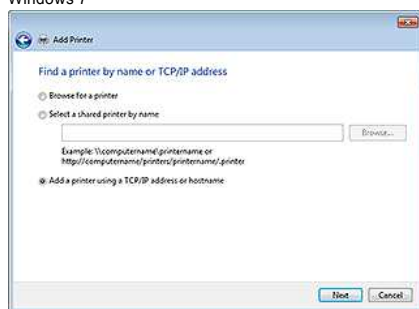 Windows 7
Add Printer
Find a printer by name or TCP/IP address
Browse for a printer
Select a shared printer by name
Browse...
Example: \\computername\printername or
http://computername/printers/printername/.printer
Add a printer using a TCP/IP address or hostname
Next
Cancel